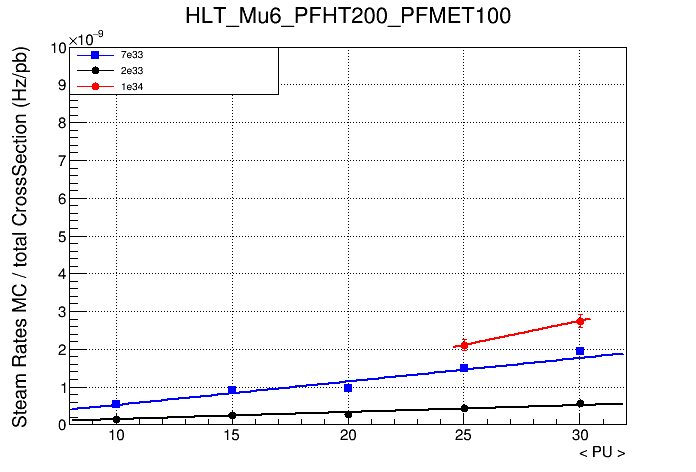 HLT_Mu6_PFHT200_PFMET100
×10⁻⁹
Steam Rates MC / total CrossSection (Hz/pb)
10
9
8
7
6
5
4
3
2
1
0
7e33
2e33
1e34
10 15 20 25 30
< PU >